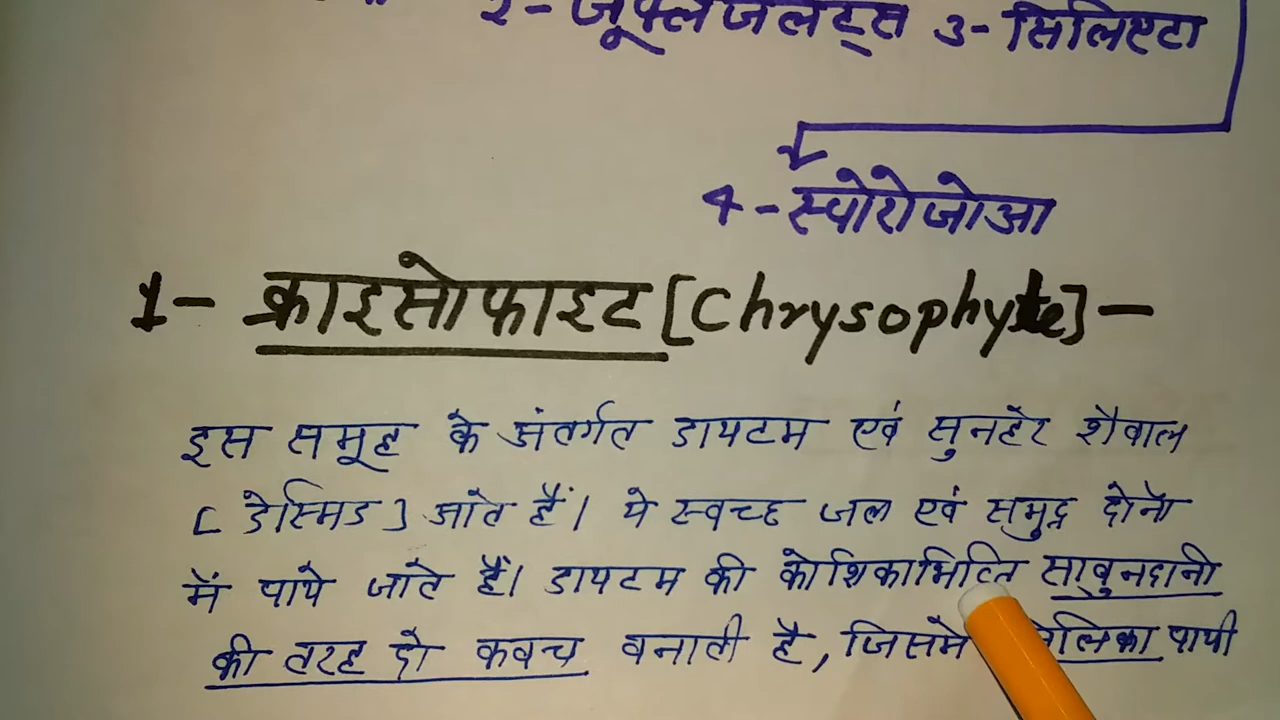 2-जूफ्लेजलेट्स 3-सिलिएटा
4-स्पोरोजोआ
1- क्राइसोफाइट [Chrysophyte]-
इस समूह के अंतर्गत डायटम एवं सुनहरे शैवाल
[डेस्मिड] आते हैं। ये स्वच्छ जल एवं समुद्र दोनों
में पाये जाते हैं। डायटम की कोशिकाभित्ति साबुनदानी
की तरह दो कवच बनाती है, जिसमें पायी